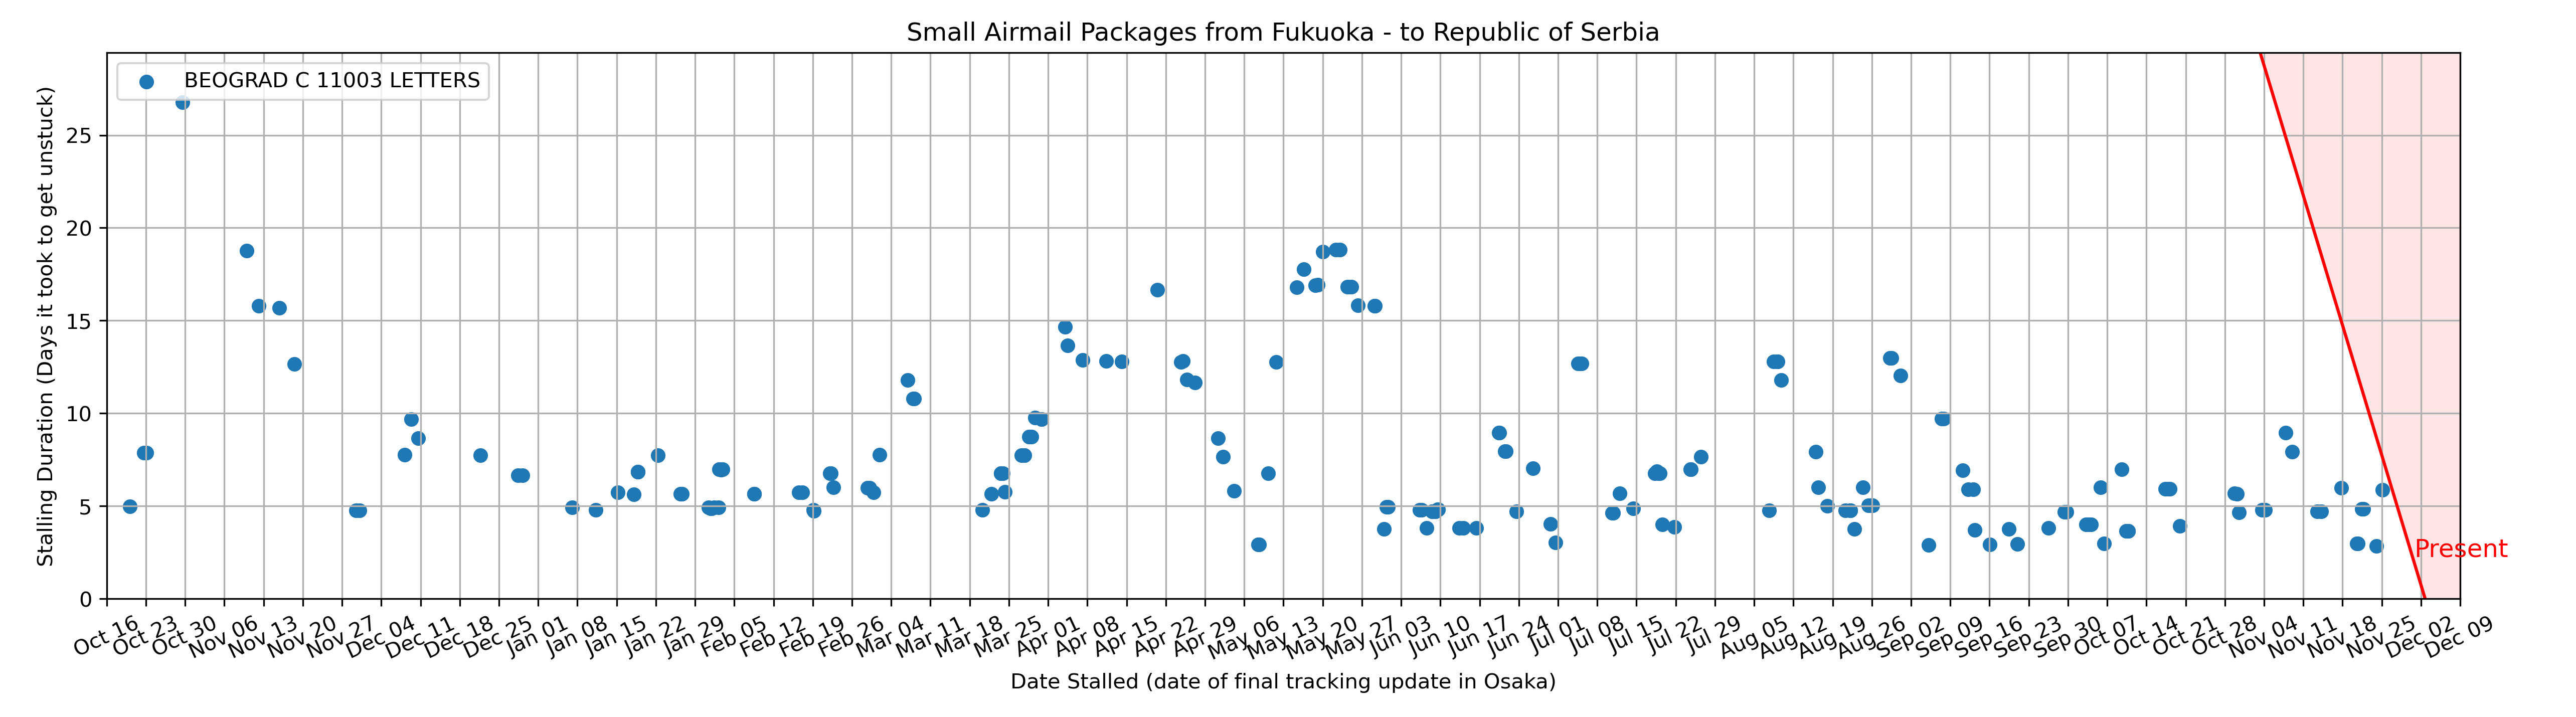 Small Airmail Packages from Fukuoka - to Republic of Serbia
BEOGRAD C 11003 LETTERS
Stalling Duration (Days it took to get unstuck)
25
20
15
10
5
0
Present
Oct 16
Oct 23
Oct 30
Nov 06
Nov 13
Nov 20
Nov 27
Dec 04
Dec 11
Dec 18
Dec 25
Jan 01
Jan 08
Jan 15
Jan 22
Jan 29
Feb 05
Feb 12
Feb 19
Feb 26
Mar 04
Mar 11
Mar 18
Mar 25
Apr 01
Apr 08
Apr 15
Apr 22
Apr 29
May 06
May 13
May 20
May 27
Jun 03
Jun 10
Jun 17
Jun 24
Jul 01
Jul 08
Jul 15
Jul 22
Jul 29
Aug 05
Aug 12
Aug 19
Aug 26
Sep 02
Sep 09
Sep 16
Sep 23
Sep 30
Oct 07
Oct 14
Oct 21
Oct 28
Nov 04
Nov 11
Nov 18
Nov 25
Dec 02
Dec 09
Date Stalled (date of final tracking update in Osaka)